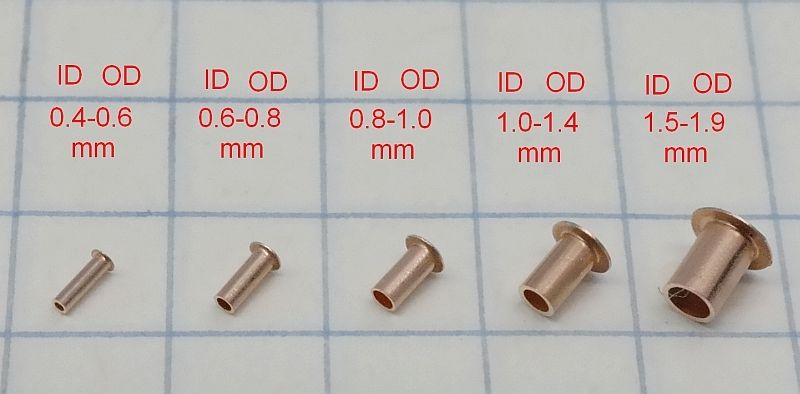 ID OD
0.4-0.6
mm
ID OD
0.6-0.8
mm
ID OD
0.8-1.0
mm
ID OD
1.0-1.4
mm
ID OD
1.5-1.9
mm